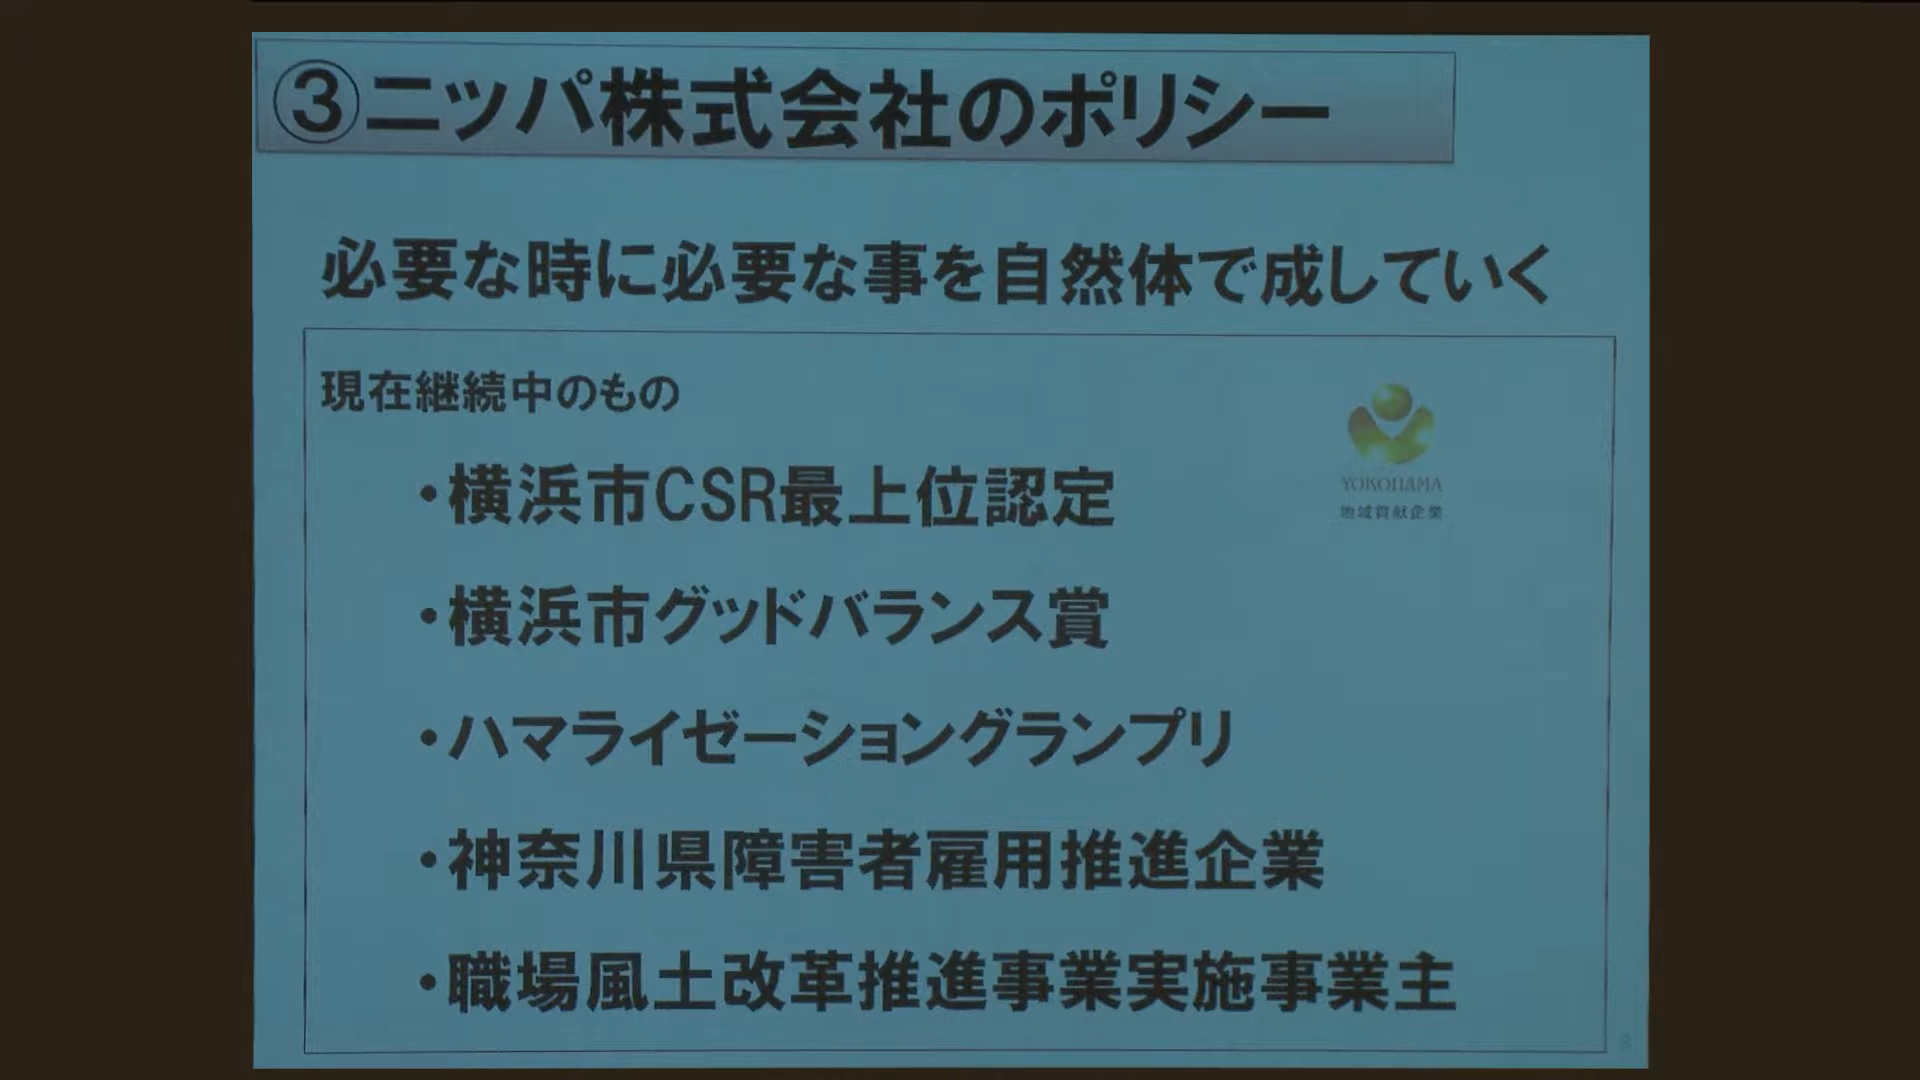 ③ニッパ株式会社のポリシー
必要な時に必要な事を自然体で成していく
現在継続中のもの
・横浜市CSR最上位認定
YOKOHAMA
地域貢献企業
・横浜市グッドバランス賞
・ハマライゼーショングランプリ
・神奈川県障害者雇用推進企業
・職場風土改革推進事業実施事業主